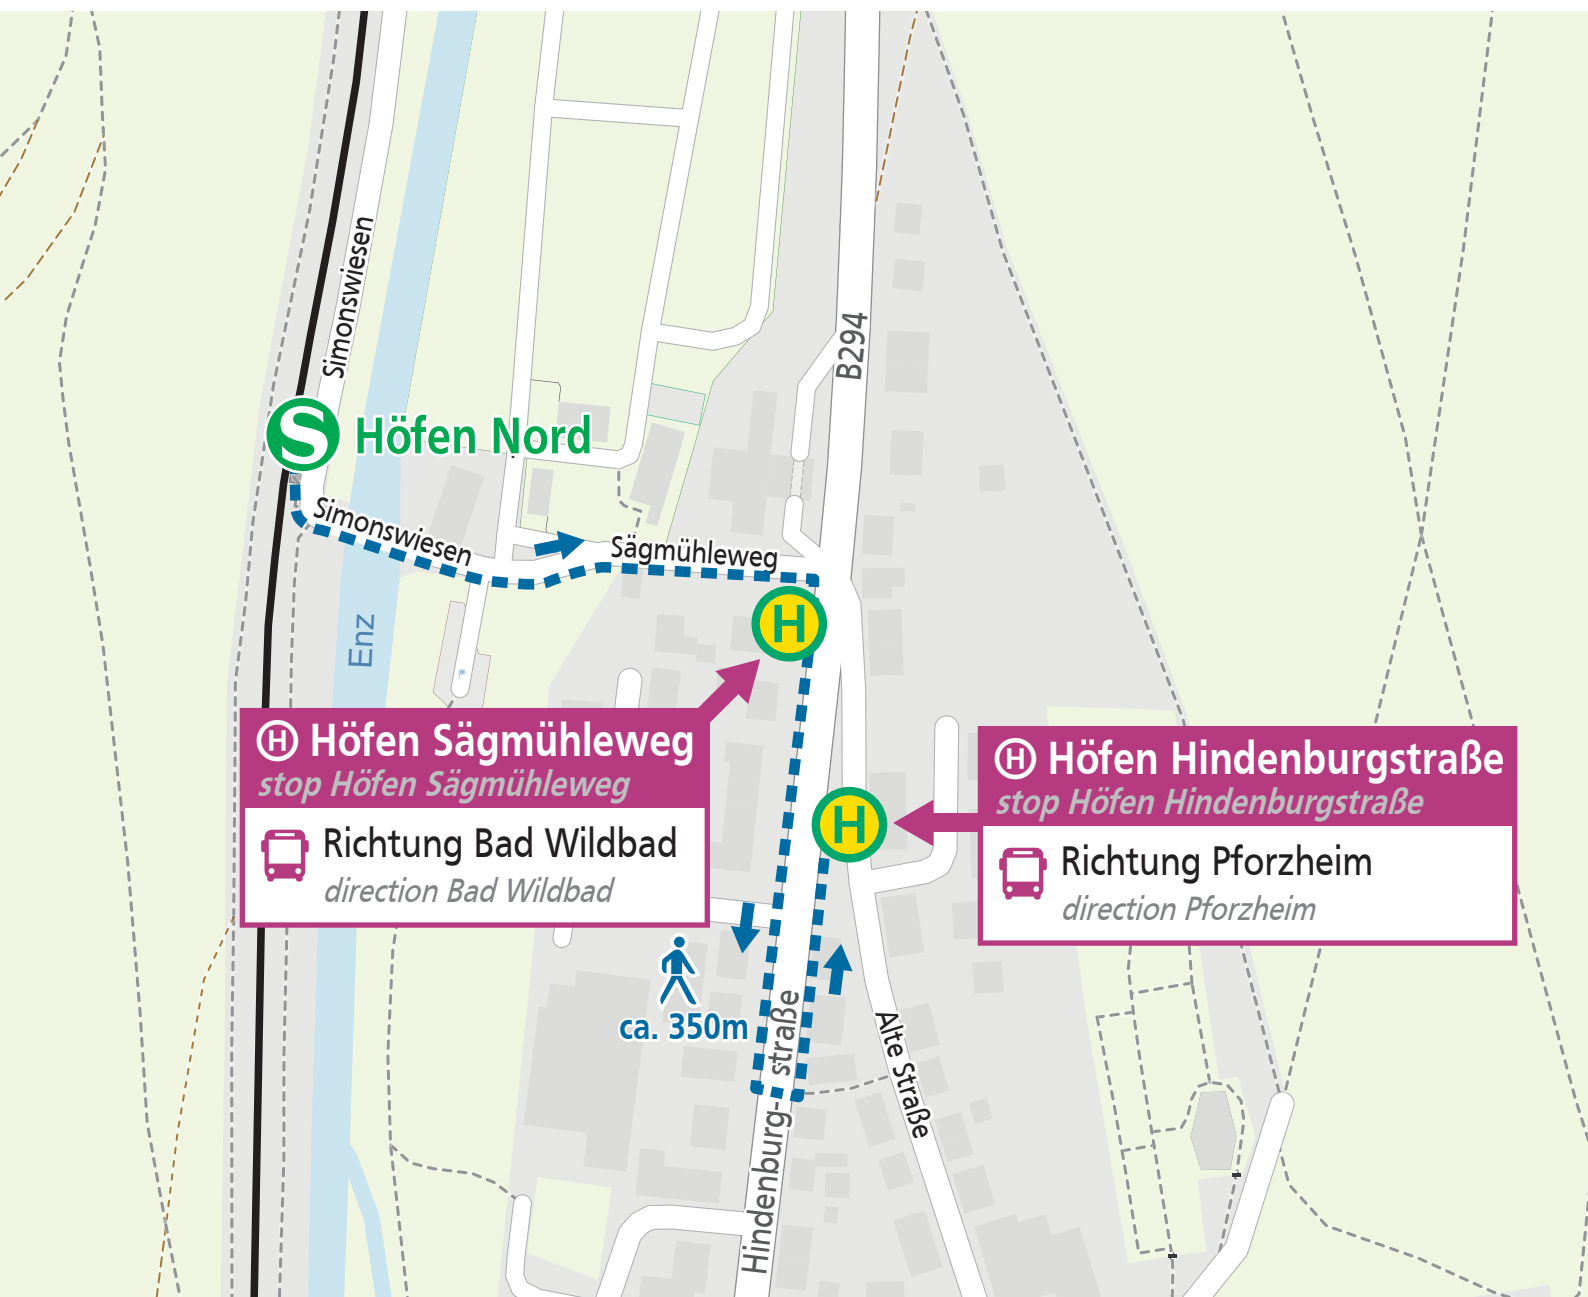 Simonswiesen
B294
S Höfen Nord
Simonswiesen
Sägmühleweg
H
Enz
H Höfen Sägmühleweg
stop Höfen Sägmühleweg
Richtung Bad Wildbad
direction Bad Wildbad
H Höfen Hindenburgstraße
stop Höfen Hindenburgstraße
Richtung Pforzheim
direction Pforzheim
H
ca. 350m
Alte Straße
Hindenburg-
straße